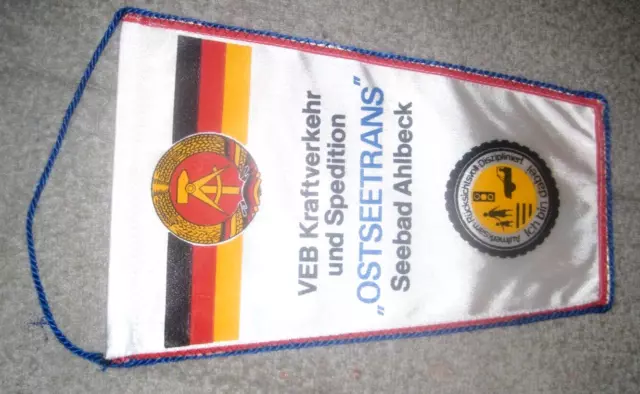 VEB Kraftverkehr
und Spedition
„OSTSEETRANS"
Seebad Ahlbeck
Aufmerksam Rücksichtsvoll Diszipliniert
Ich bin dabei